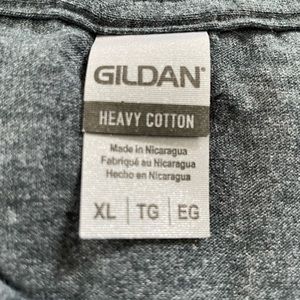 GILDAN®
HEAVY COTTON
Made in Nicaragua
Fabriqué au Nicaragua
Hecho en Nicaragua
XL | TG | EG